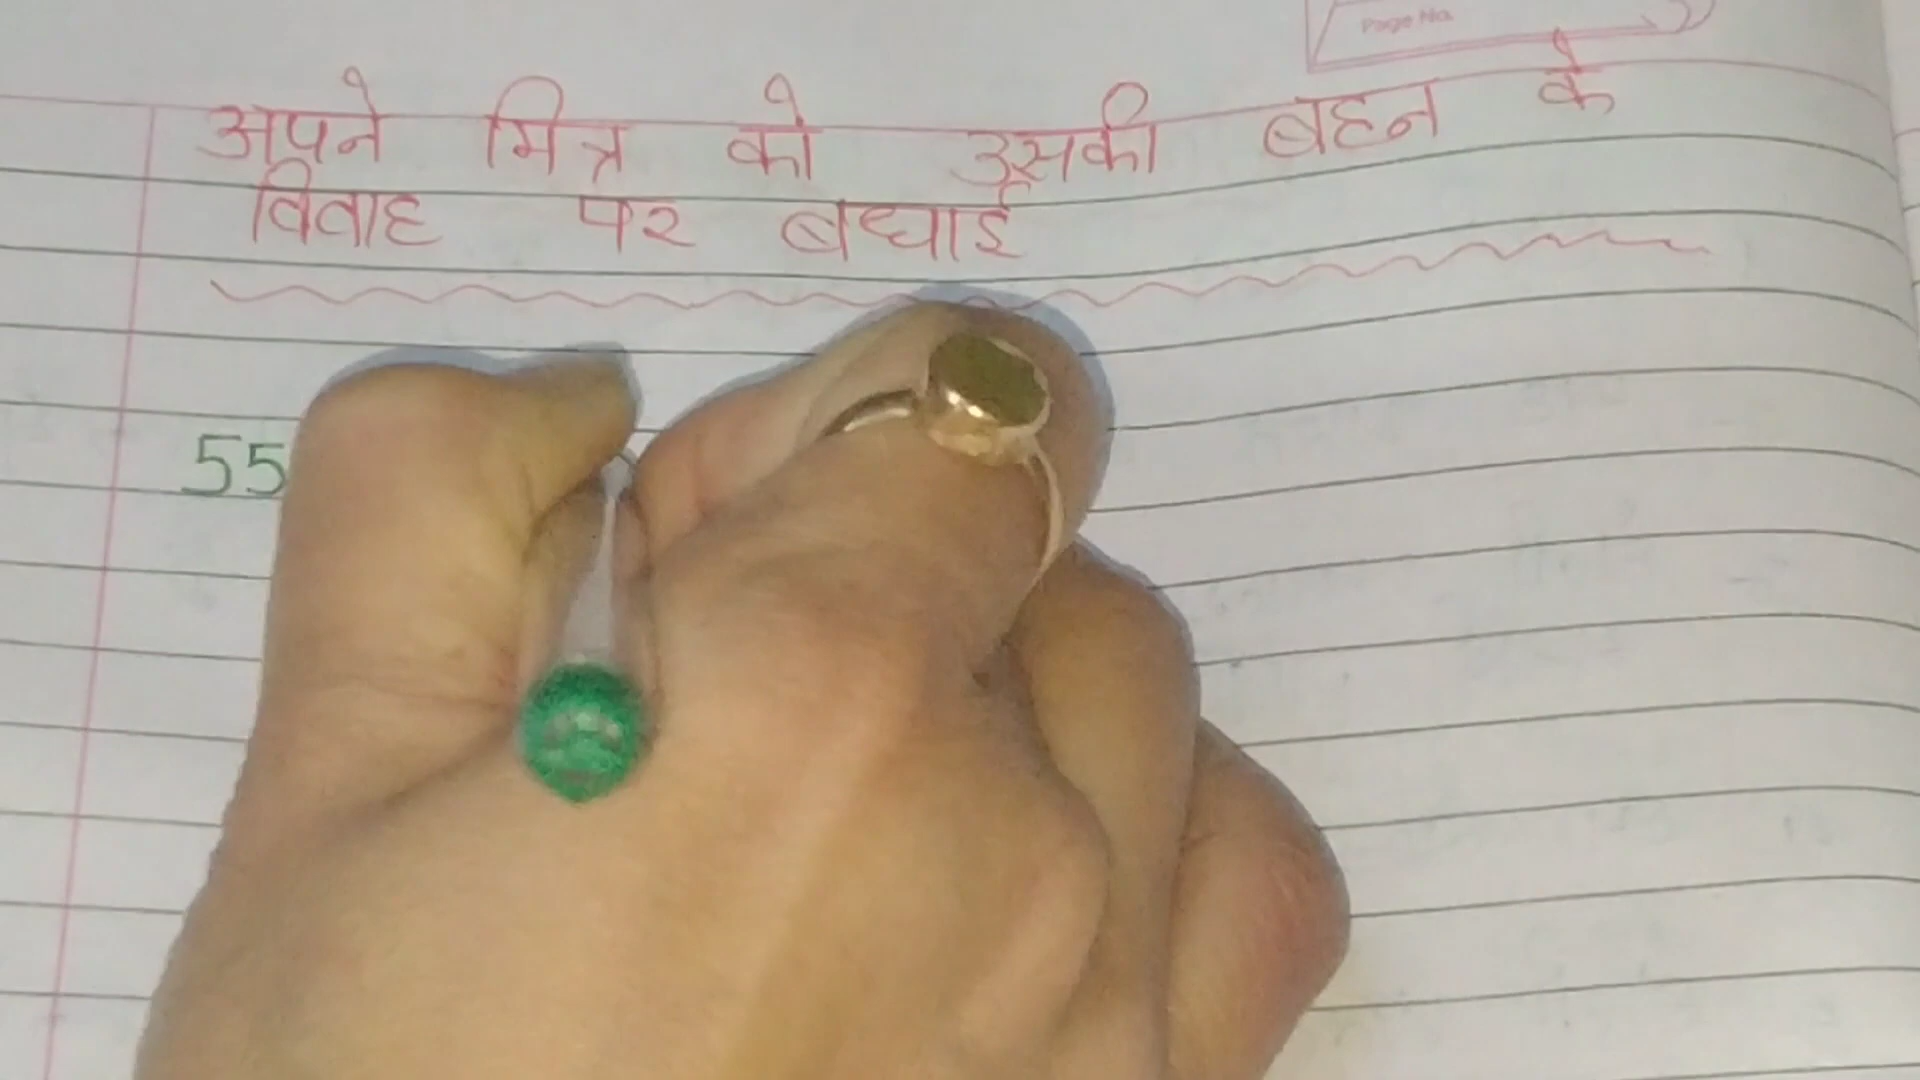 Page No.
अपने मित्र को उसकी बहन के
विवाह पर बधाई
55